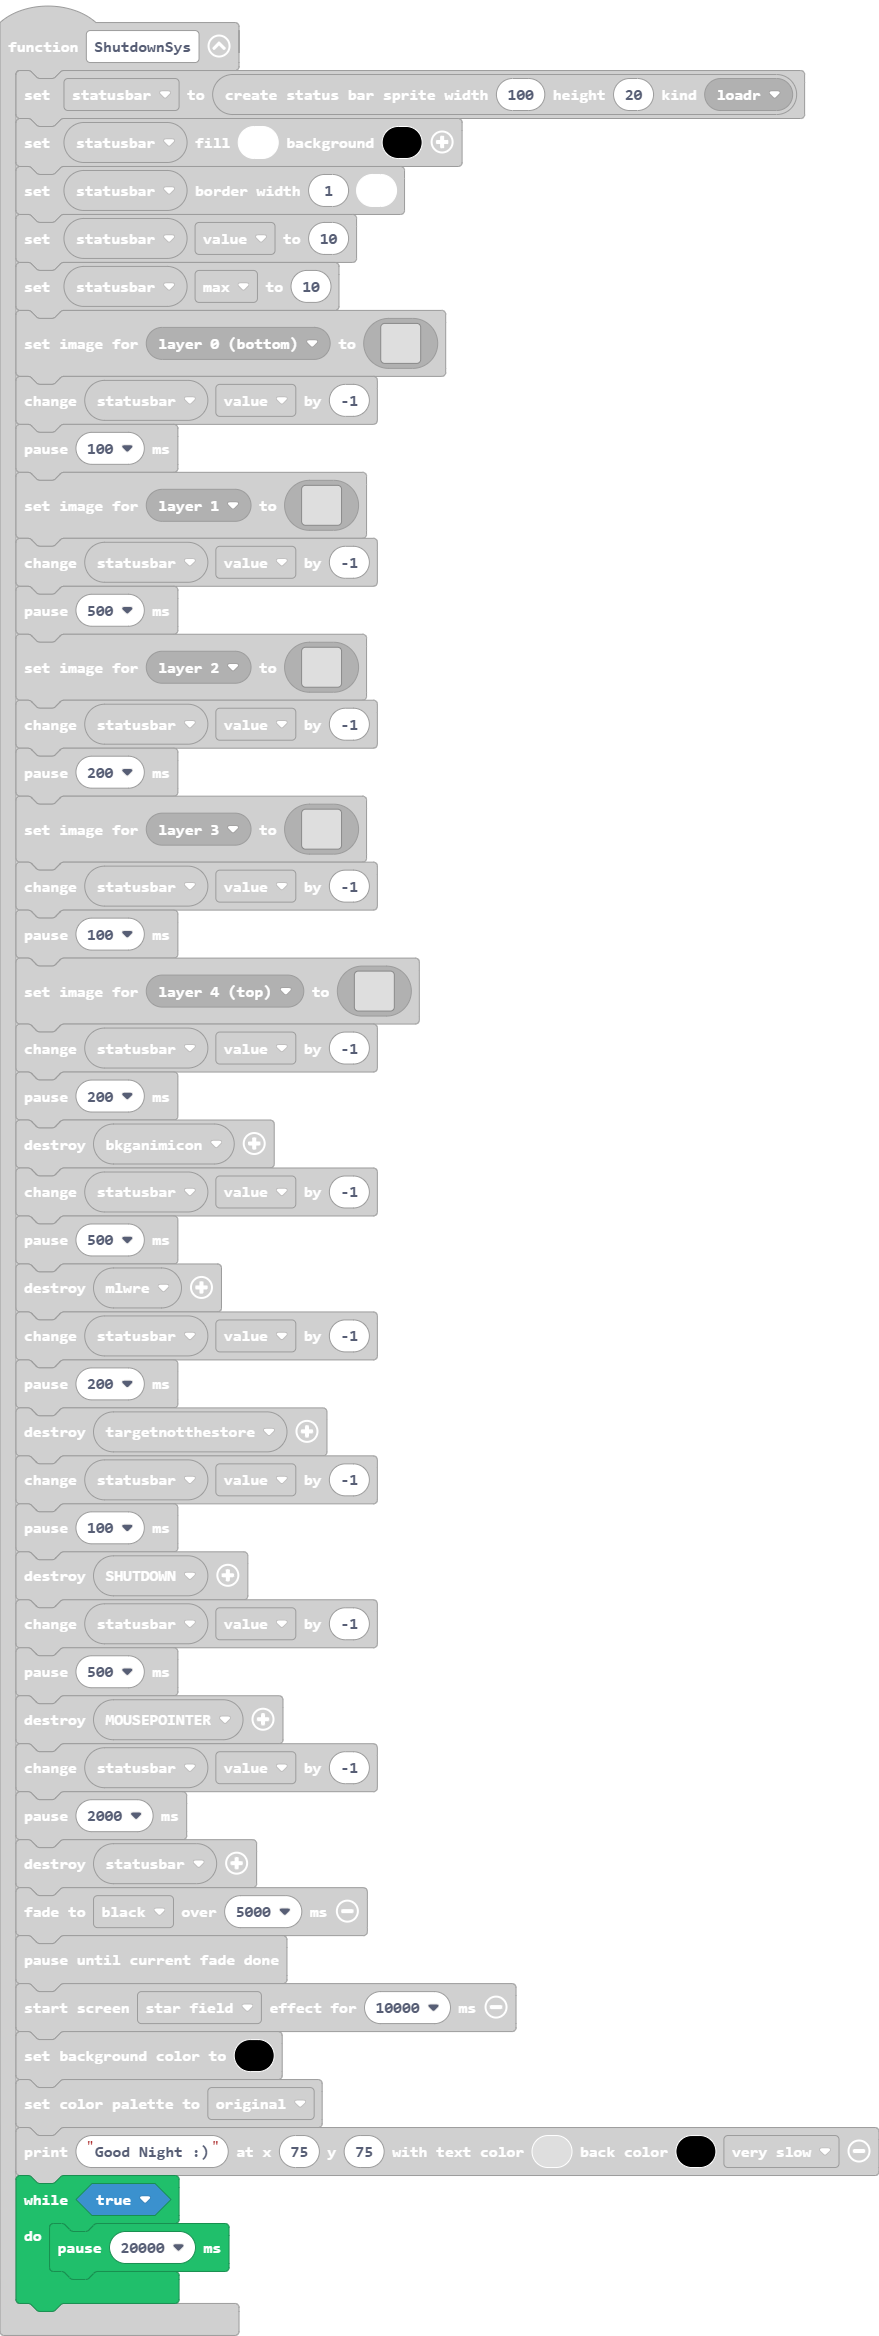 function ShutdownSys
set statusbar to create status bar sprite width 100 height 20 kind loadr
set statusbar fill background
set statusbar border width 1
set statusbar value to 10
set statusbar max to 10
set image for layer 0 (bottom) to
change statusbar value by -1
pause 100 ms
set image for layer 1 to
change statusbar value by -1
pause 500 ms
set image for layer 2 to
change statusbar value by -1
pause 200 ms
set image for layer 3 to
change statusbar value by -1
pause 100 ms
set image for layer 4 (top) to
change statusbar value by -1
pause 200 ms
destroy bkganimicon
change statusbar value by -1
pause 500 ms
destroy mlwre
change statusbar value by -1
pause 200 ms
destroy targetnotthestore
change statusbar value by -1
pause 100 ms
destroy SHUTDOWN
change statusbar value by -1
pause 500 ms
destroy MOUSEPOINTER
change statusbar value by -1
pause 2000 ms
destroy statusbar
fade to black over 5000 ms
pause until current fade done
start screen star field effect for 10000 ms
set background color to
set color palette to original
print "Good Night :)" at x 75 y 75 with text color back color very slow
while true
do
pause 20000 ms